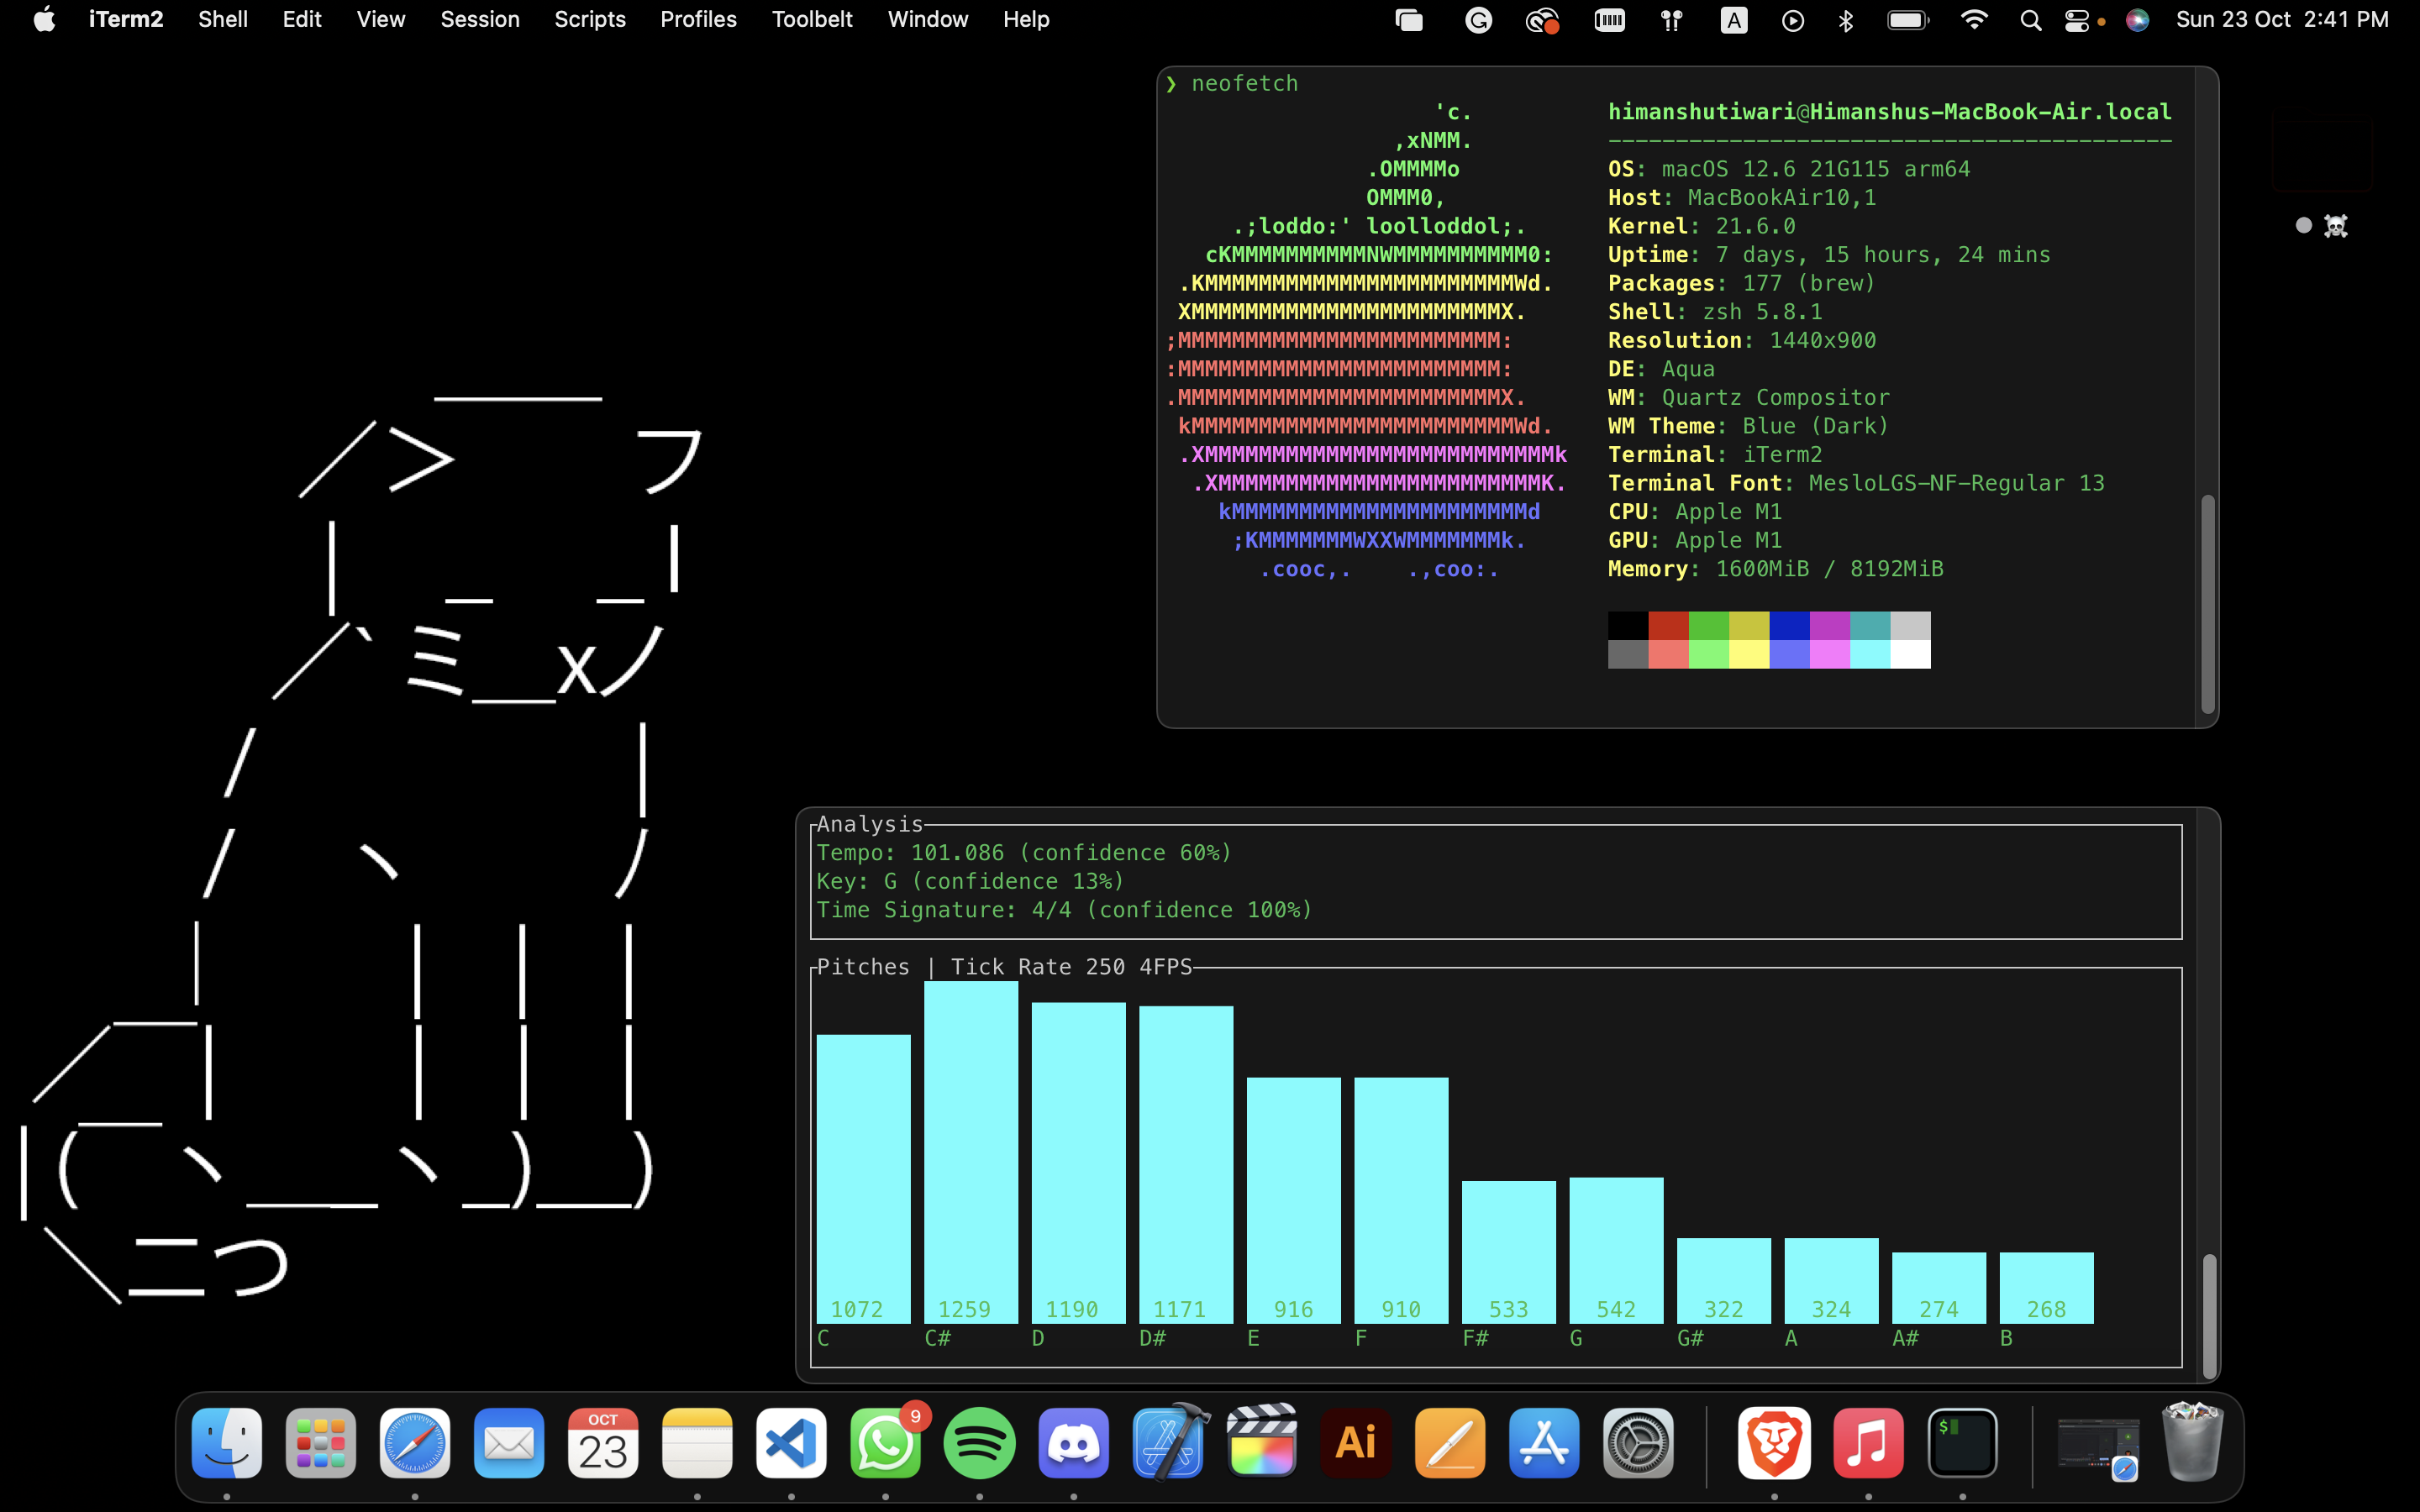 iTerm2 Shell Edit View Session Scripts Profiles Toolbelt Window Help A Sun 23 Oct 2:41 PM
❯ neofetch
'c.
,xNMM.
.OMMMMo
OMMM0,
.;loddo:' loolloddol;.
cKMMMMMMMMMMNWMMMMMMMMMM0:
.KMMMMMMMMMMMMMMMMMMMMMMMWd.
XMMMMMMMMMMMMMMMMMMMMMMMX.
;MMMMMMMMMMMMMMMMMMMMMMMM:
:MMMMMMMMMMMMMMMMMMMMMMMM:
.MMMMMMMMMMMMMMMMMMMMMMMMX.
kMMMMMMMMMMMMMMMMMMMMMMMMWd.
.XMMMMMMMMMMMMMMMMMMMMMMMMMMk
.XMMMMMMMMMMMMMMMMMMMMMMMMK.
kMMMMMMMMMMMMMMMMMMMMMMd
;KMMMMMMMWXXWMMMMMMMk.
.cooc,. .,coo:.
himanshutiwari@Himanshus-MacBook-Air.local
------------------------------------------
OS: macOS 12.6 21G115 arm64
Host: MacBookAir10,1
Kernel: 21.6.0
Uptime: 7 days, 15 hours, 24 mins
Packages: 177 (brew)
Shell: zsh 5.8.1
Resolution: 1440x900
DE: Aqua
WM: Quartz Compositor
WM Theme: Blue (Dark)
Terminal: iTerm2
Terminal Font: MesloLGS-NF-Regular 13
CPU: Apple M1
GPU: Apple M1
Memory: 1600MiB / 8192MiB
Analysis
Tempo: 101.086 (confidence 60%)
Key: G (confidence 13%)
Time Signature: 4/4 (confidence 100%)
Pitches | Tick Rate 250 4FPS
1072 1259 1190 1171 916 910 533 542 322 324 274 268
C C# D D# E F F# G G# A A# B
OCT
23
9
Ai
$